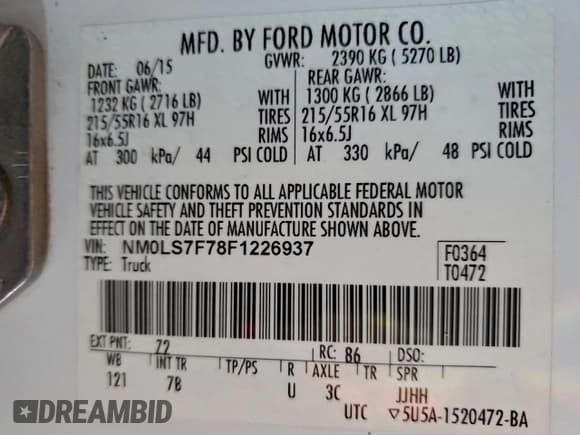 MFD. BY FORD MOTOR CO.
DATE: 06/15 GVWR: 2390 KG ( 5270 LB)
FRONT GAWR: REAR GAWR:
1232 KG ( 2716 LB) WITH 1300 KG ( 2866 LB) WITH
215/55R16 XL 97H TIRES 215/55R16 XL 97H TIRES
16x6.5J RIMS 16x6.5J RIMS
AT 300 kPa/ 44 PSI COLD AT 330 kPa/ 48 PSI COLD
THIS VEHICLE CONFORMS TO ALL APPLICABLE FEDERAL MOTOR
VEHICLE SAFETY AND THEFT PREVENTION STANDARDS IN
EFFECT ON THE DATE OF MANUFACTURE SHOWN ABOVE.
VIN: NM0LS7F78F1226937 F0364
TYPE: Truck T0472
EXT PNT: 72 RC: 86 DSO:
WB INT TR TP/PS R AXLE TR SPR
121 7B U 3C JJHH
UTC ▽5U5A-1520472-BA
DREAMBID